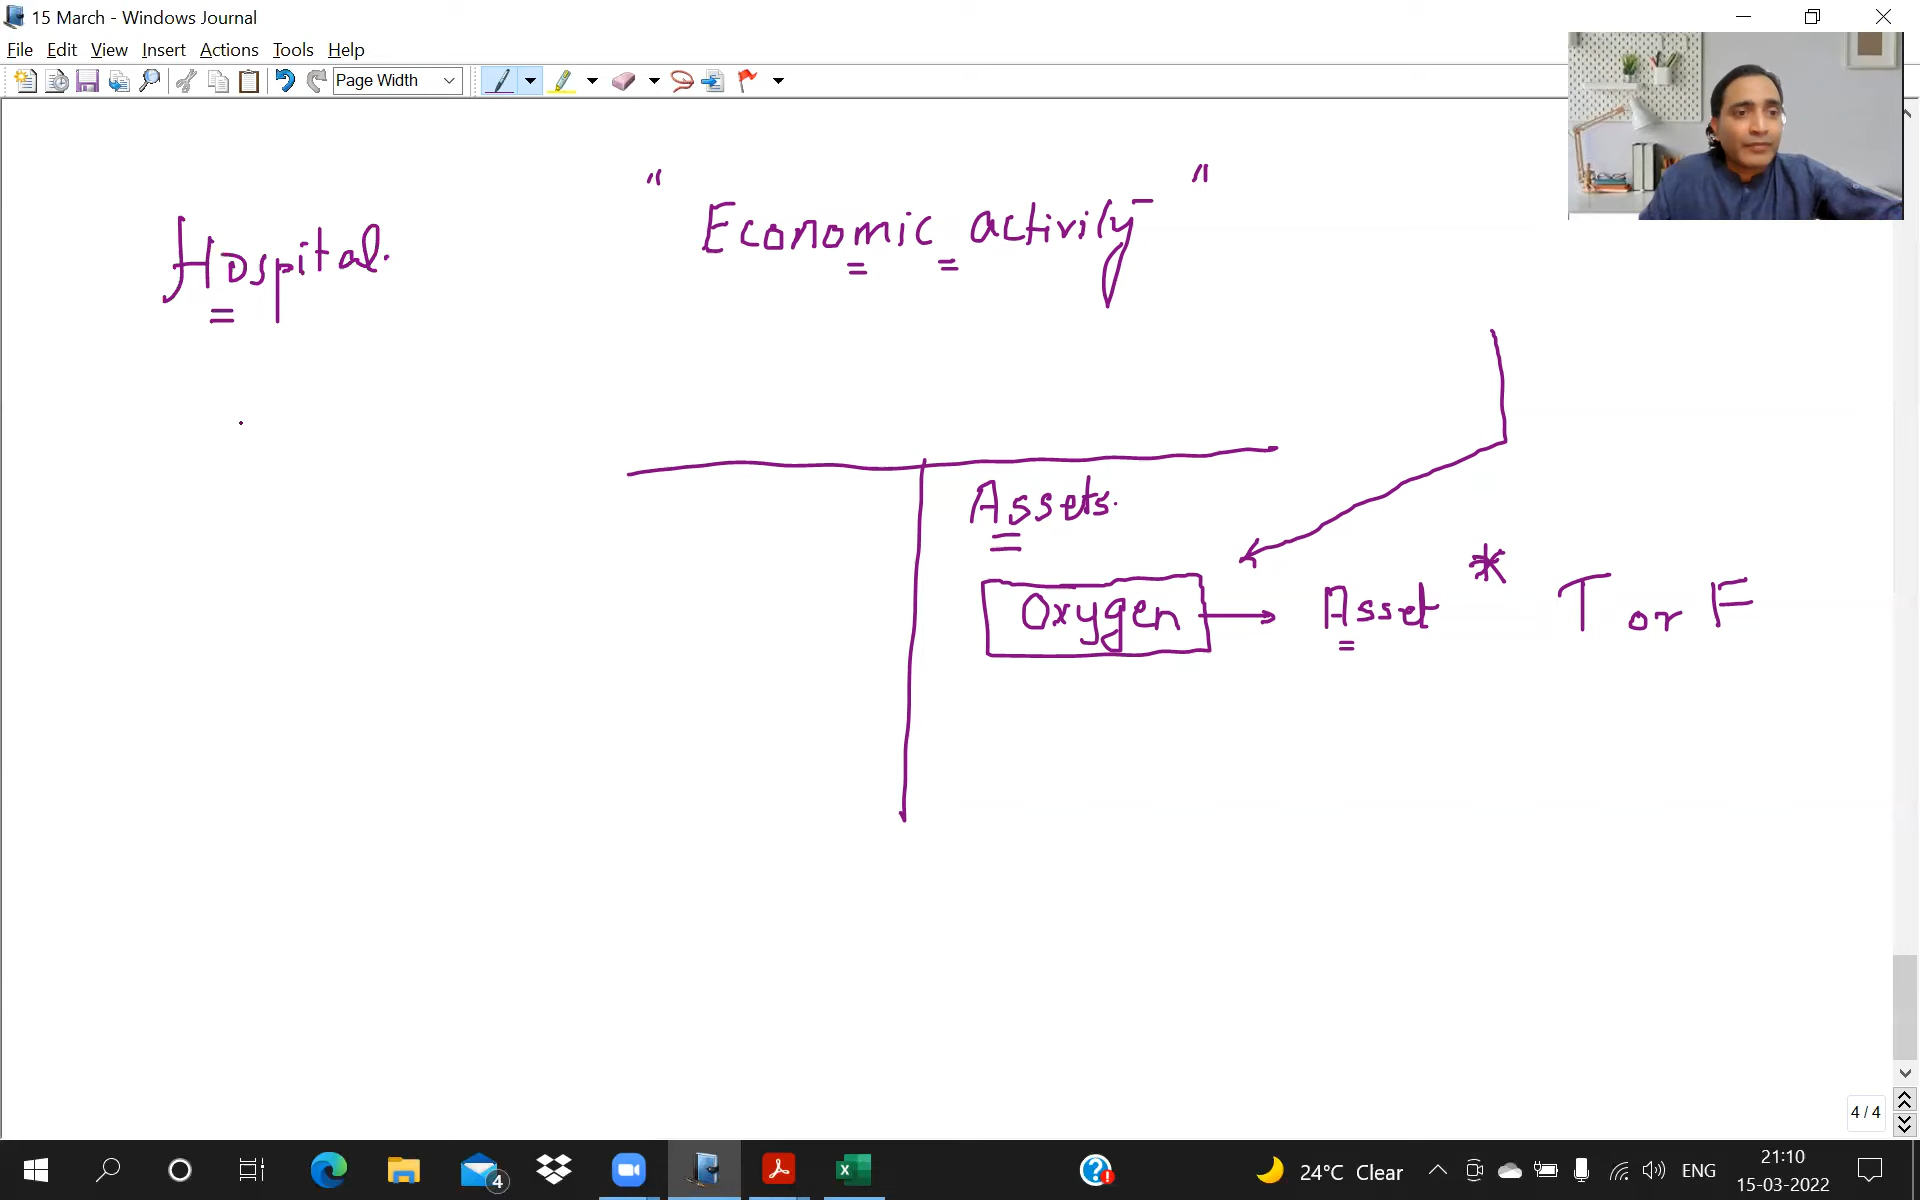 15 March - Windows Journal
File Edit View Insert Actions Tools Help
Page Width
" Economic activity "
Hospital.
Assets.
Oxygen → Asset * T or F
4 / 4
4
24°C Clear
ENG
21:10
15-03-2022